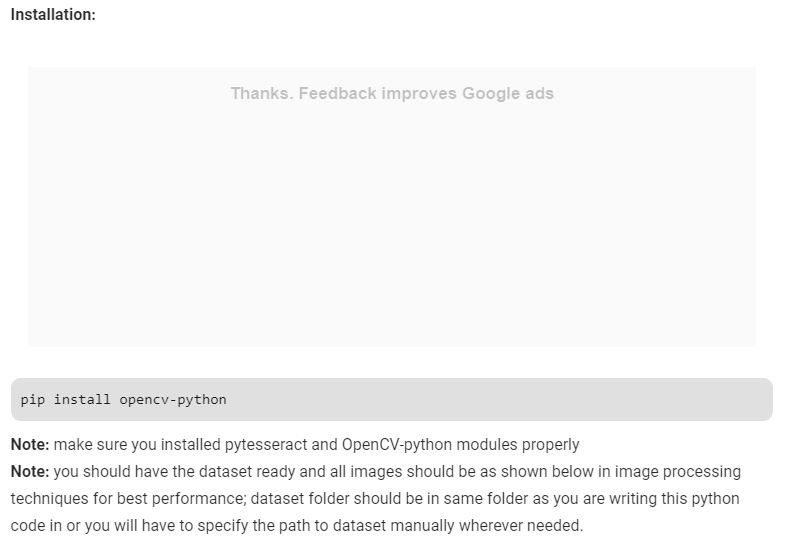 Installation:
Thanks. Feedback improves Google ads
pip install opencv-python
Note: make sure you installed pytesseract and OpenCV-python modules properly
Note: you should have the dataset ready and all images should be as shown below in image processing
techniques for best performance; dataset folder should be in same folder as you are writing this python
code in or you will have to specify the path to dataset manually wherever needed.